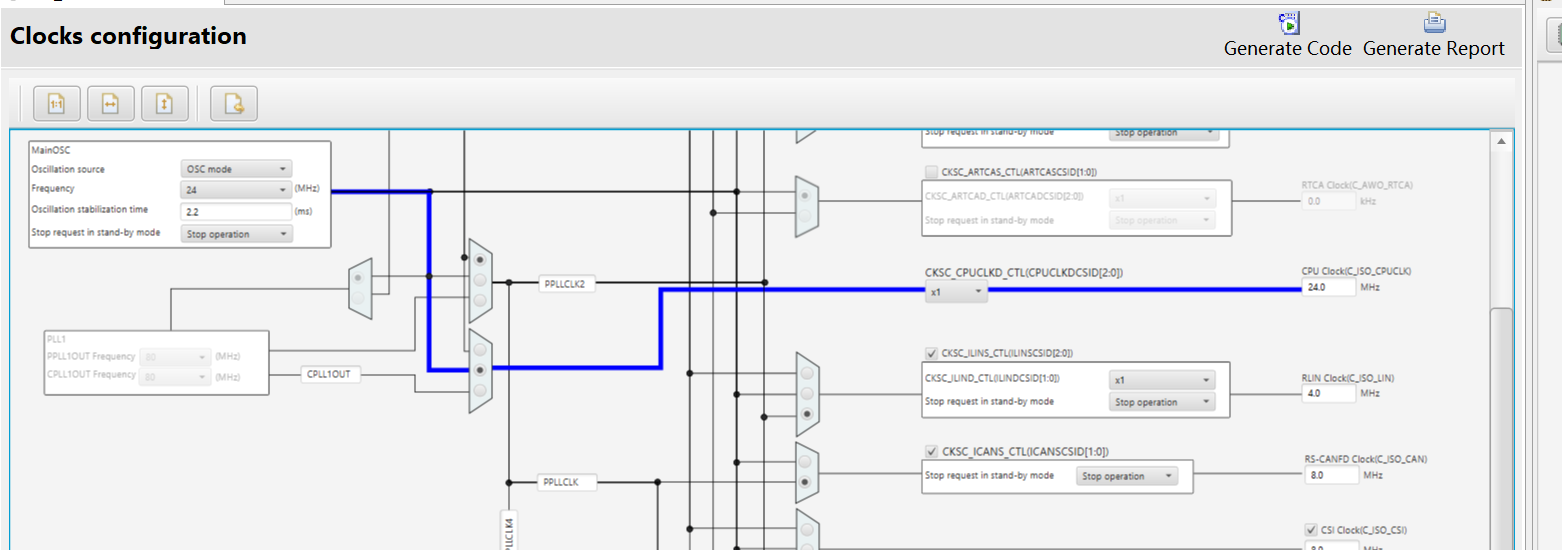 Clocks configuration
Generate Code
Generate Report
1:1
Stop request in stand-by mode
Stop operation
MainOSC
Oscillation source
OSC mode
Frequency
24
(MHz)
Oscillation stabilization time
2.2
(ms)
Stop request in stand-by mode
Stop operation
CKSC_ARTCAS_CTL(ARTCASCSID[1:0])
CKSC_ARTCAD_CTL(ARTCADCSID[2:0])
x1
Stop request in stand-by mode
Stop operation
RTCA Clock(C_AWO_RTCA)
0.0
kHz
PPLLCLK2
CKSC_CPUCLKD_CTL(CPUCLKDCSID[2:0])
x1
CPU Clock(C_ISO_CPUCLK)
24.0
MHz
PLL1
PPLL1OUT Frequency
80
(MHz)
CPLL1OUT Frequency
80
(MHz)
CPLL1OUT
CKSC_ILINS_CTL(ILINSCSID[2:0])
CKSC_ILIND_CTL(ILINDCSID[1:0])
x1
Stop request in stand-by mode
Stop operation
RLIN Clock(C_ISO_LIN)
4.0
MHz
CKSC_ICANS_CTL(ICANSCSID[1:0])
Stop request in stand-by mode
Stop operation
RS-CANFD Clock(C_ISO_CAN)
8.0
MHz
PPLLCLK
CSI Clock(C_ISO_CSI)
8.0
MHz